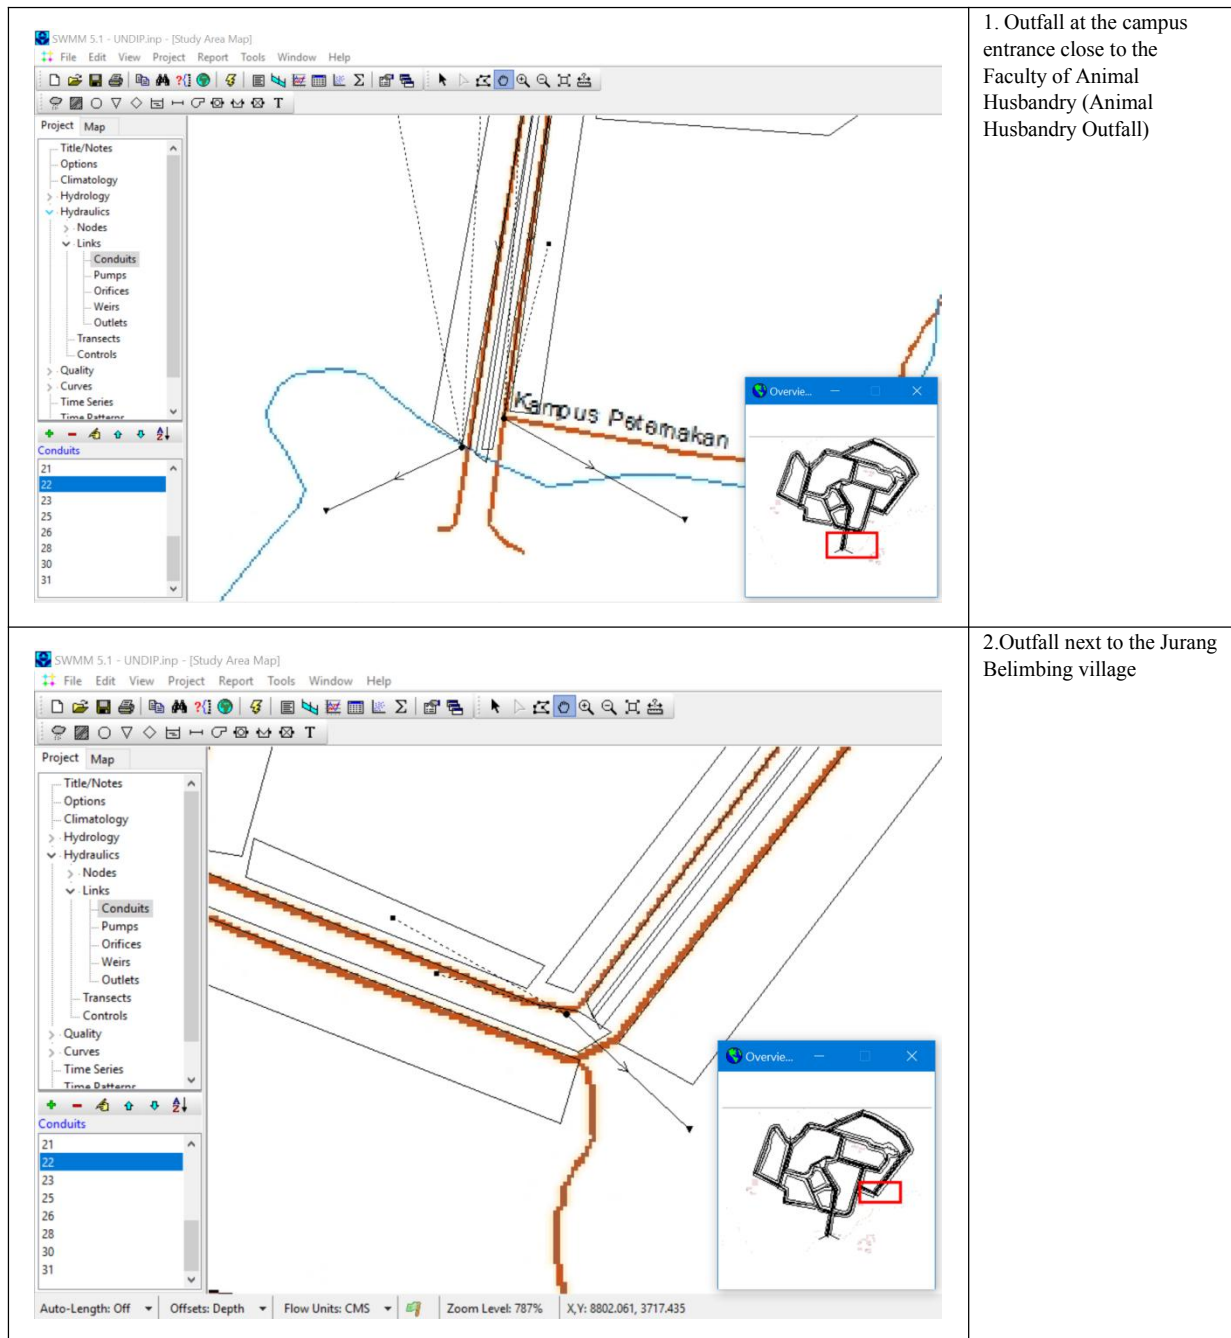 SWMM 5.1 - UNDIP.inp - [Study Area Map]
File Edit View Project Report Tools Window Help
T
Project Map
Title/Notes
Options
Climatology
Hydrology
Hydraulics
Nodes
Links
Conduits
Pumps
Orifices
Weirs
Outlets
Transects
Controls
Quality
Curves
Time Series
Time Patterns
Conduits
21
22
23
25
26
28
30
31
Kampus Peternakan
Overvie...
1. Outfall at the campus
entrance close to the
Faculty of Animal
Husbandry (Animal
Husbandry Outfall)
SWMM 5.1 - UNDIP.inp - [Study Area Map]
File Edit View Project Report Tools Window Help
T
Project Map
Title/Notes
Options
Climatology
Hydrology
Hydraulics
Nodes
Links
Conduits
Pumps
Orifices
Weirs
Outlets
Transects
Controls
Quality
Curves
Time Series
Time Patterns
Conduits
21
22
23
25
26
28
30
31
Overvie...
Auto-Length: Off Offsets: Depth Flow Units: CMS Zoom Level: 787% X,Y: 8802.061, 3717.435
2.Outfall next to the Jurang
Belimbing village